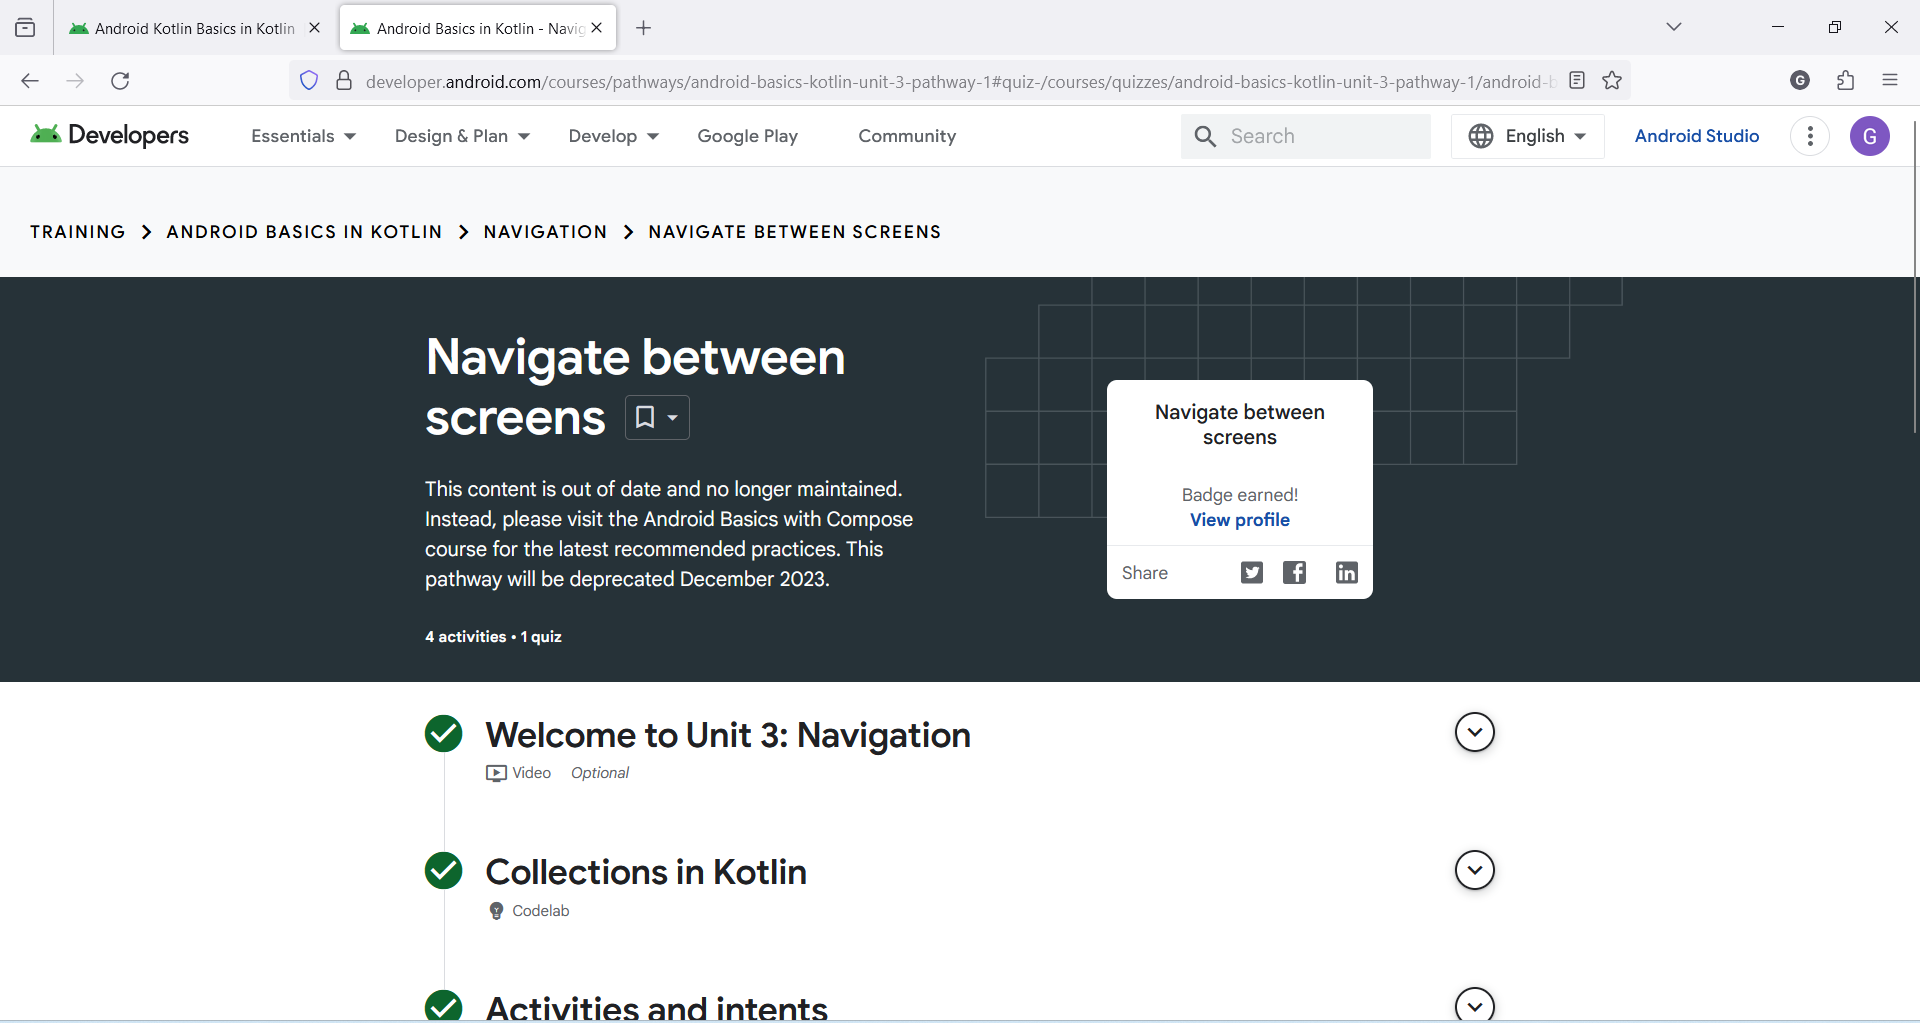 Android Kotlin Basics in Kotlin
Android Basics in Kotlin - Navig
developer.android.com/courses/pathways/android-basics-kotlin-unit-3-pathway-1#quiz-/courses/quizzes/android-basics-kotlin-unit-3-pathway-1/android-b
G
Developers
Essentials
Design & Plan
Develop
Google Play
Community
Search
English
Android Studio
G
TRAINING > ANDROID BASICS IN KOTLIN > NAVIGATION > NAVIGATE BETWEEN SCREENS
Navigate between
screens
This content is out of date and no longer maintained.
Instead, please visit the Android Basics with Compose
course for the latest recommended practices. This
pathway will be deprecated December 2023.
4 activities • 1 quiz
Navigate between
screens
Badge earned!
View profile
Share
Welcome to Unit 3: Navigation
Video Optional
Collections in Kotlin
Codelab
Activities and intents